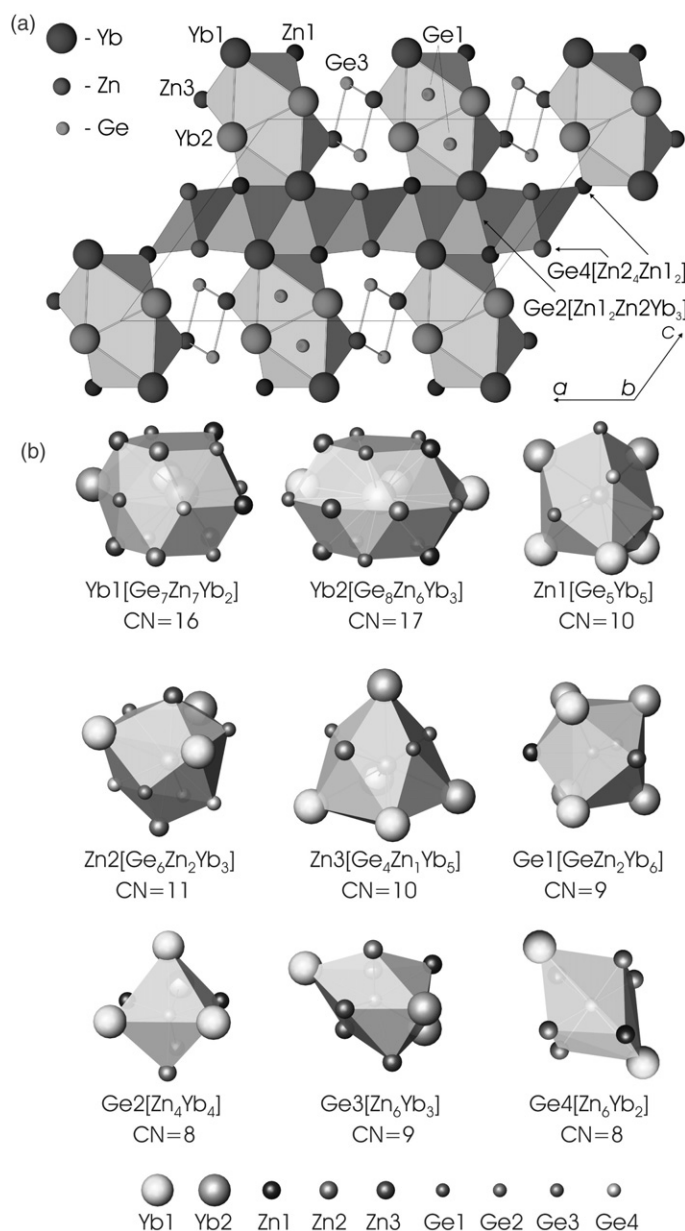 (a)
- Yb
- Zn
- Ge
Yb1
Zn1
Ge3
Ge1
Zn3
Yb2
Ge4[Zn2₄Zn1₂]
Ge2[Zn1₂Zn2Yb₃]
c
a
b
(b)
Yb1[Ge₇Zn₇Yb₂] Yb2[Ge₈Zn₆Yb₃] Zn1[Ge₅Yb₅]
CN=16 CN=17 CN=10
Zn2[Ge₆Zn₂Yb₃] Zn3[Ge₄Zn₁Yb₅] Ge1[GeZn₂Yb₆]
CN=11 CN=10 CN=9
Ge2[Zn₄Yb₄] Ge3[Zn₆Yb₃] Ge4[Zn₆Yb₂]
CN=8 CN=9 CN=8
Yb1 Yb2 Zn1 Zn2 Zn3 Ge1 Ge2 Ge3 Ge4